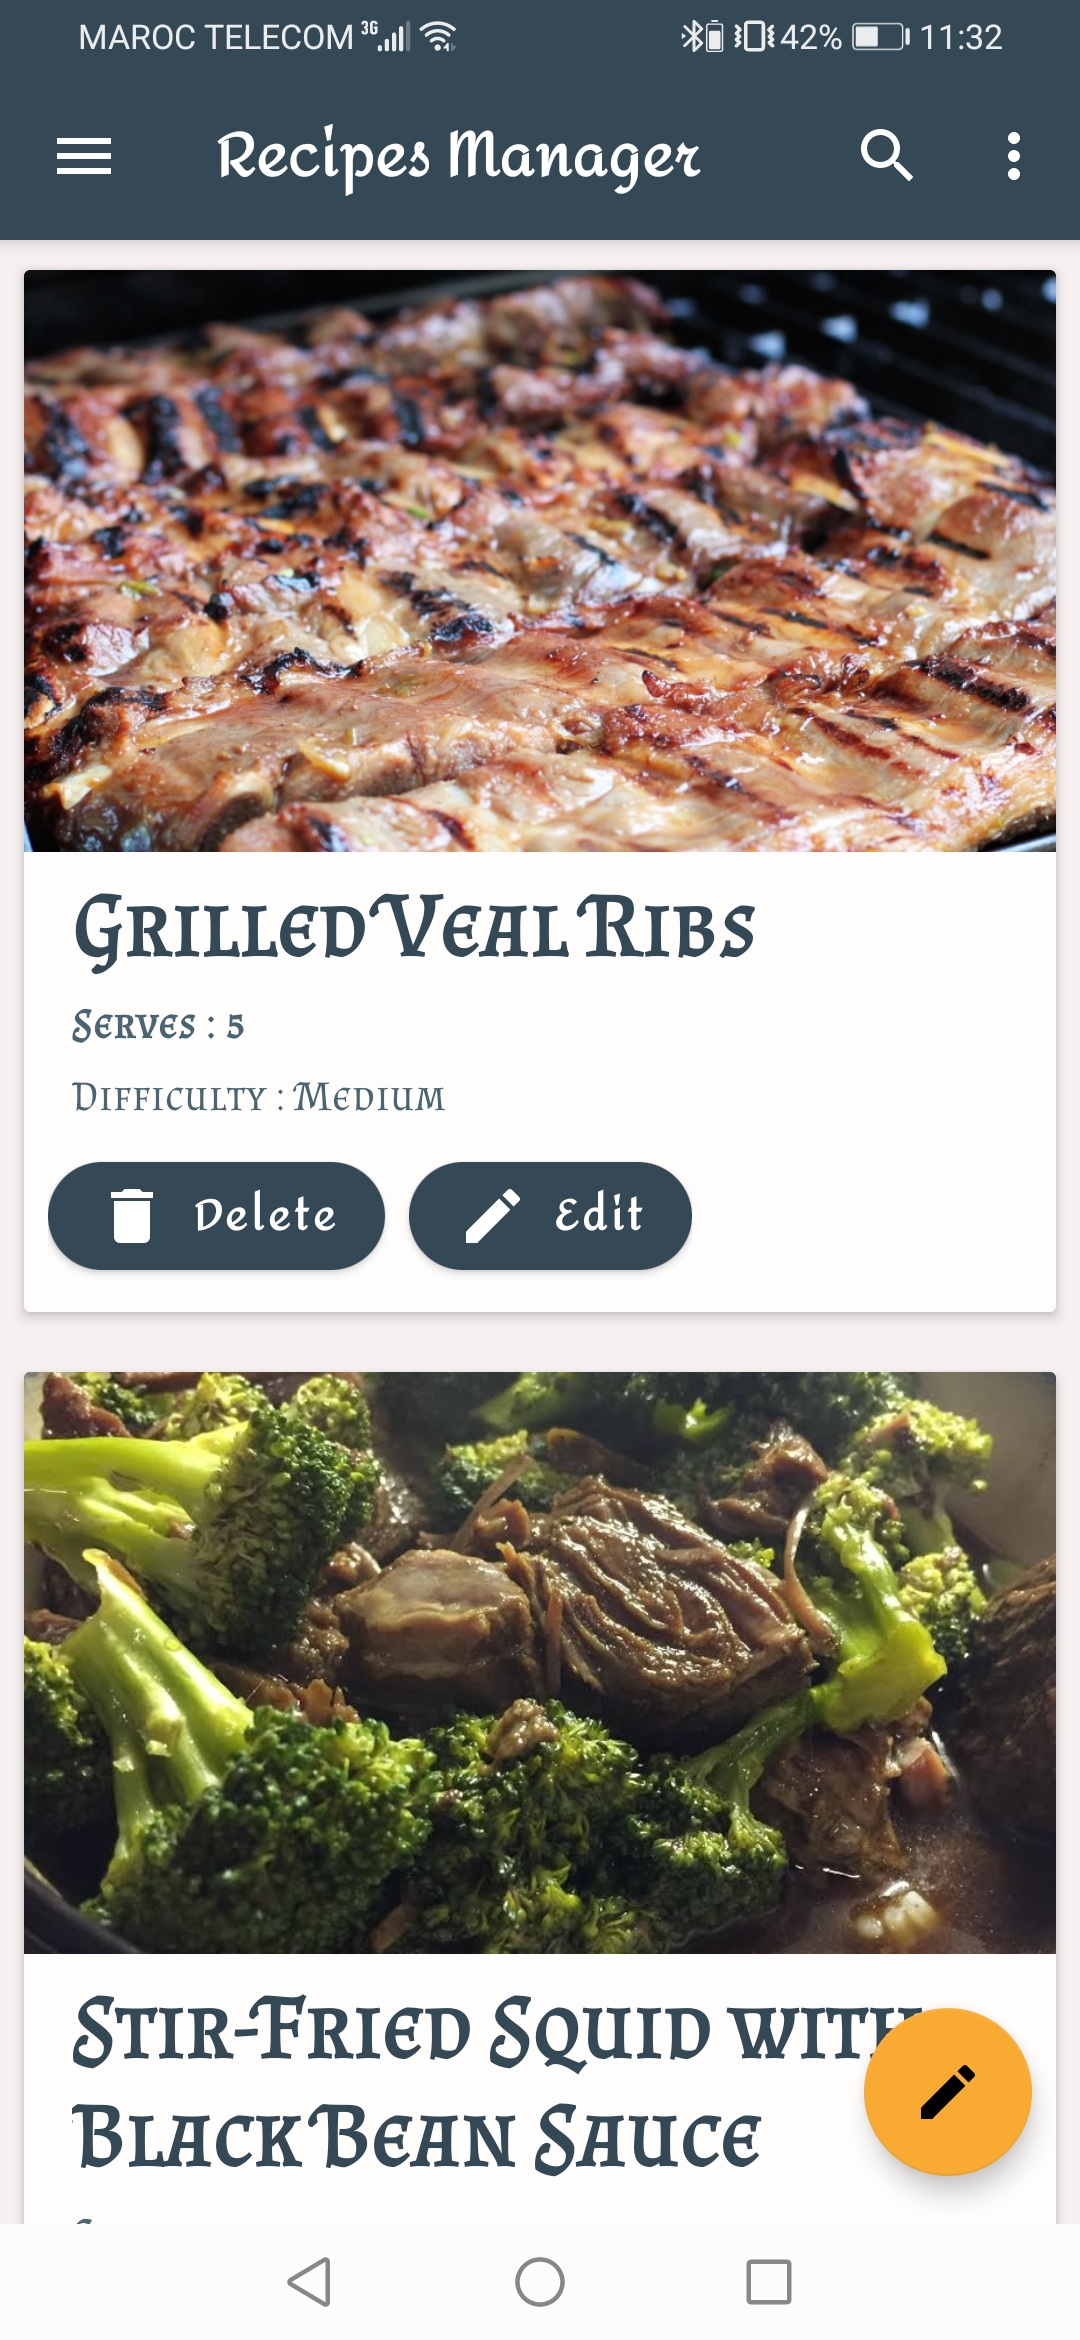 MAROC TELECOM 3G 42% 11:32
Recipes Manager
Grilled Veal Ribs
Serves : 5
Difficulty : Medium
Delete Edit
Stir-Fried Squid with
Black Bean Sauce